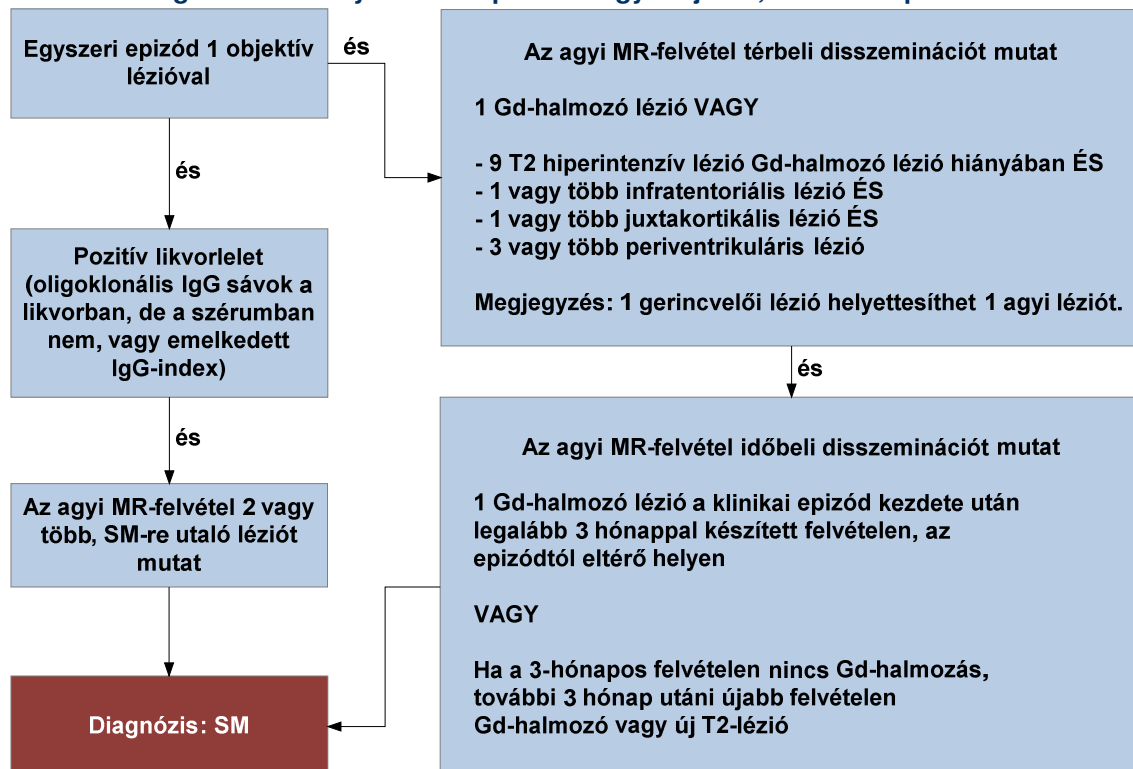 Egyszeri epizód 1 objektív
lézióval
és
és
Pozitív likvorlelet
(oligoklonális IgG sávok a
likvorban, de a szérumban
nem, vagy emelkedett
IgG-index)
és
Az agyi MR-felvétel 2 vagy
több, SM-re utaló léziót
mutat
Diagnózis: SM
Az agyi MR-felvétel térbeli disszeminációt mutat
1 Gd-halmozó lézió VAGY
- 9 T2 hiperintenzív lézió Gd-halmozó lézió hiányában ÉS
- 1 vagy több infratentoriális lézió ÉS
- 1 vagy több juxtakortikális lézió ÉS
- 3 vagy több periventrikuláris lézió
Megjegyzés: 1 gerincvelői lézió helyettesíthet 1 agyi léziót.
és
Az agyi MR-felvétel időbeli disszeminációt mutat
1 Gd-halmozó lézió a klinikai epizód kezdete után
legalább 3 hónappal készített felvételen, az
epizódtól eltérő helyen
VAGY
Ha a 3-hónapos felvételen nincs Gd-halmozás,
további 3 hónap utáni újabb felvételen
Gd-halmozó vagy új T2-lézió